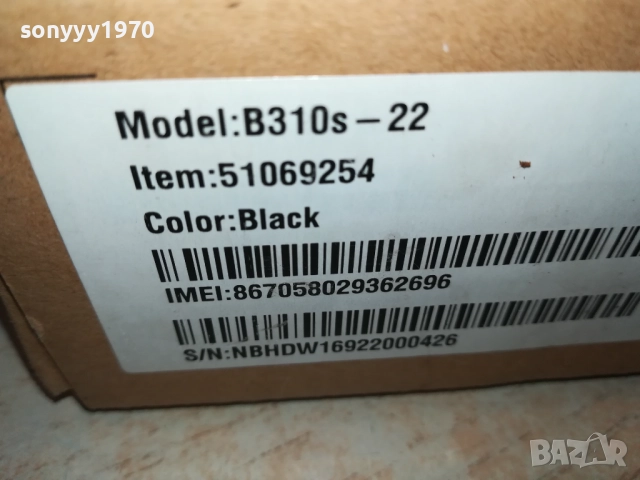 sonyyy1970
Model:B310s-22
Item:51069254
Color:Black
IMEI:867058029362696
S/N:NBHDW16922000426
BAZAR